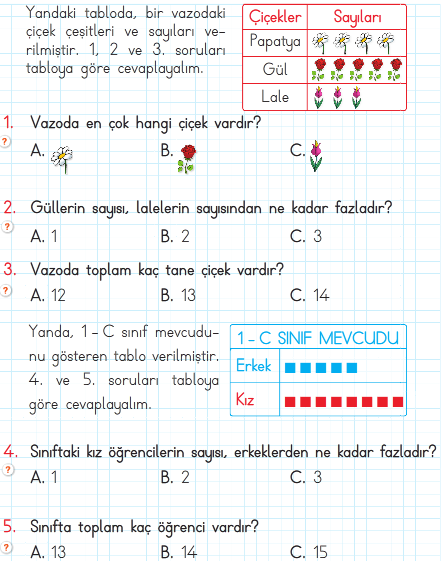 Yandaki tabloda, bir vazodaki
çiçek çeşitleri ve sayıları ve-
rilmiştir. 1, 2 ve 3. soruları
tabloya göre cevaplayalım.
Çiçekler Sayıları
Papatya
Gül
Lale
1. Vazoda en çok hangi çiçek vardır?
?
A. B. C.
2. Güllerin sayısı, lalelerin sayısından ne kadar fazladır?
?
A. 1 B. 2 C. 3
3. Vazoda toplam kaç tane çiçek vardır?
?
A. 12 B. 13 C. 14
Yanda, 1 - C sınıf mevcudu-
nu gösteren tablo verilmiştir.
4. ve 5. soruları tabloya
göre cevaplayalım.
1 - C SINIF MEVCUDU
Erkek
Kız
4. Sınıftaki kız öğrencilerin sayısı, erkeklerden ne kadar fazladır?
?
A. 1 B. 2 C. 3
5. Sınıfta toplam kaç öğrenci vardır?
?
A. 13 B. 14 C. 15